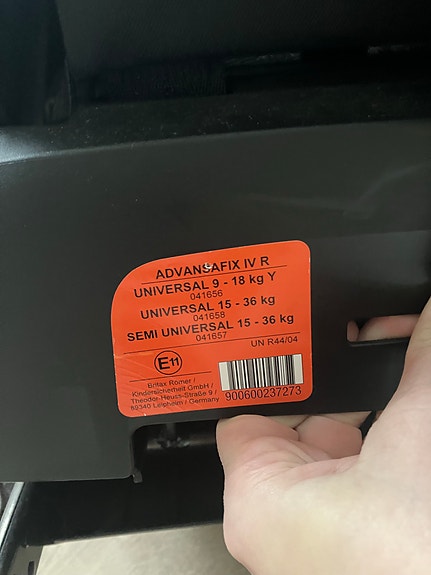 ADVANSAFIX IV R
UNIVERSAL 9 - 18 kg Y
041656
UNIVERSAL 15 - 36 kg
041658
SEMI UNIVERSAL 15 - 36 kg
041657
UN R44/04
E11
Britax Römer /
Kindersicherheit GmbH /
Theodor-Heuss-Straße 9 /
89340 Leipheim / Germany
900600237273